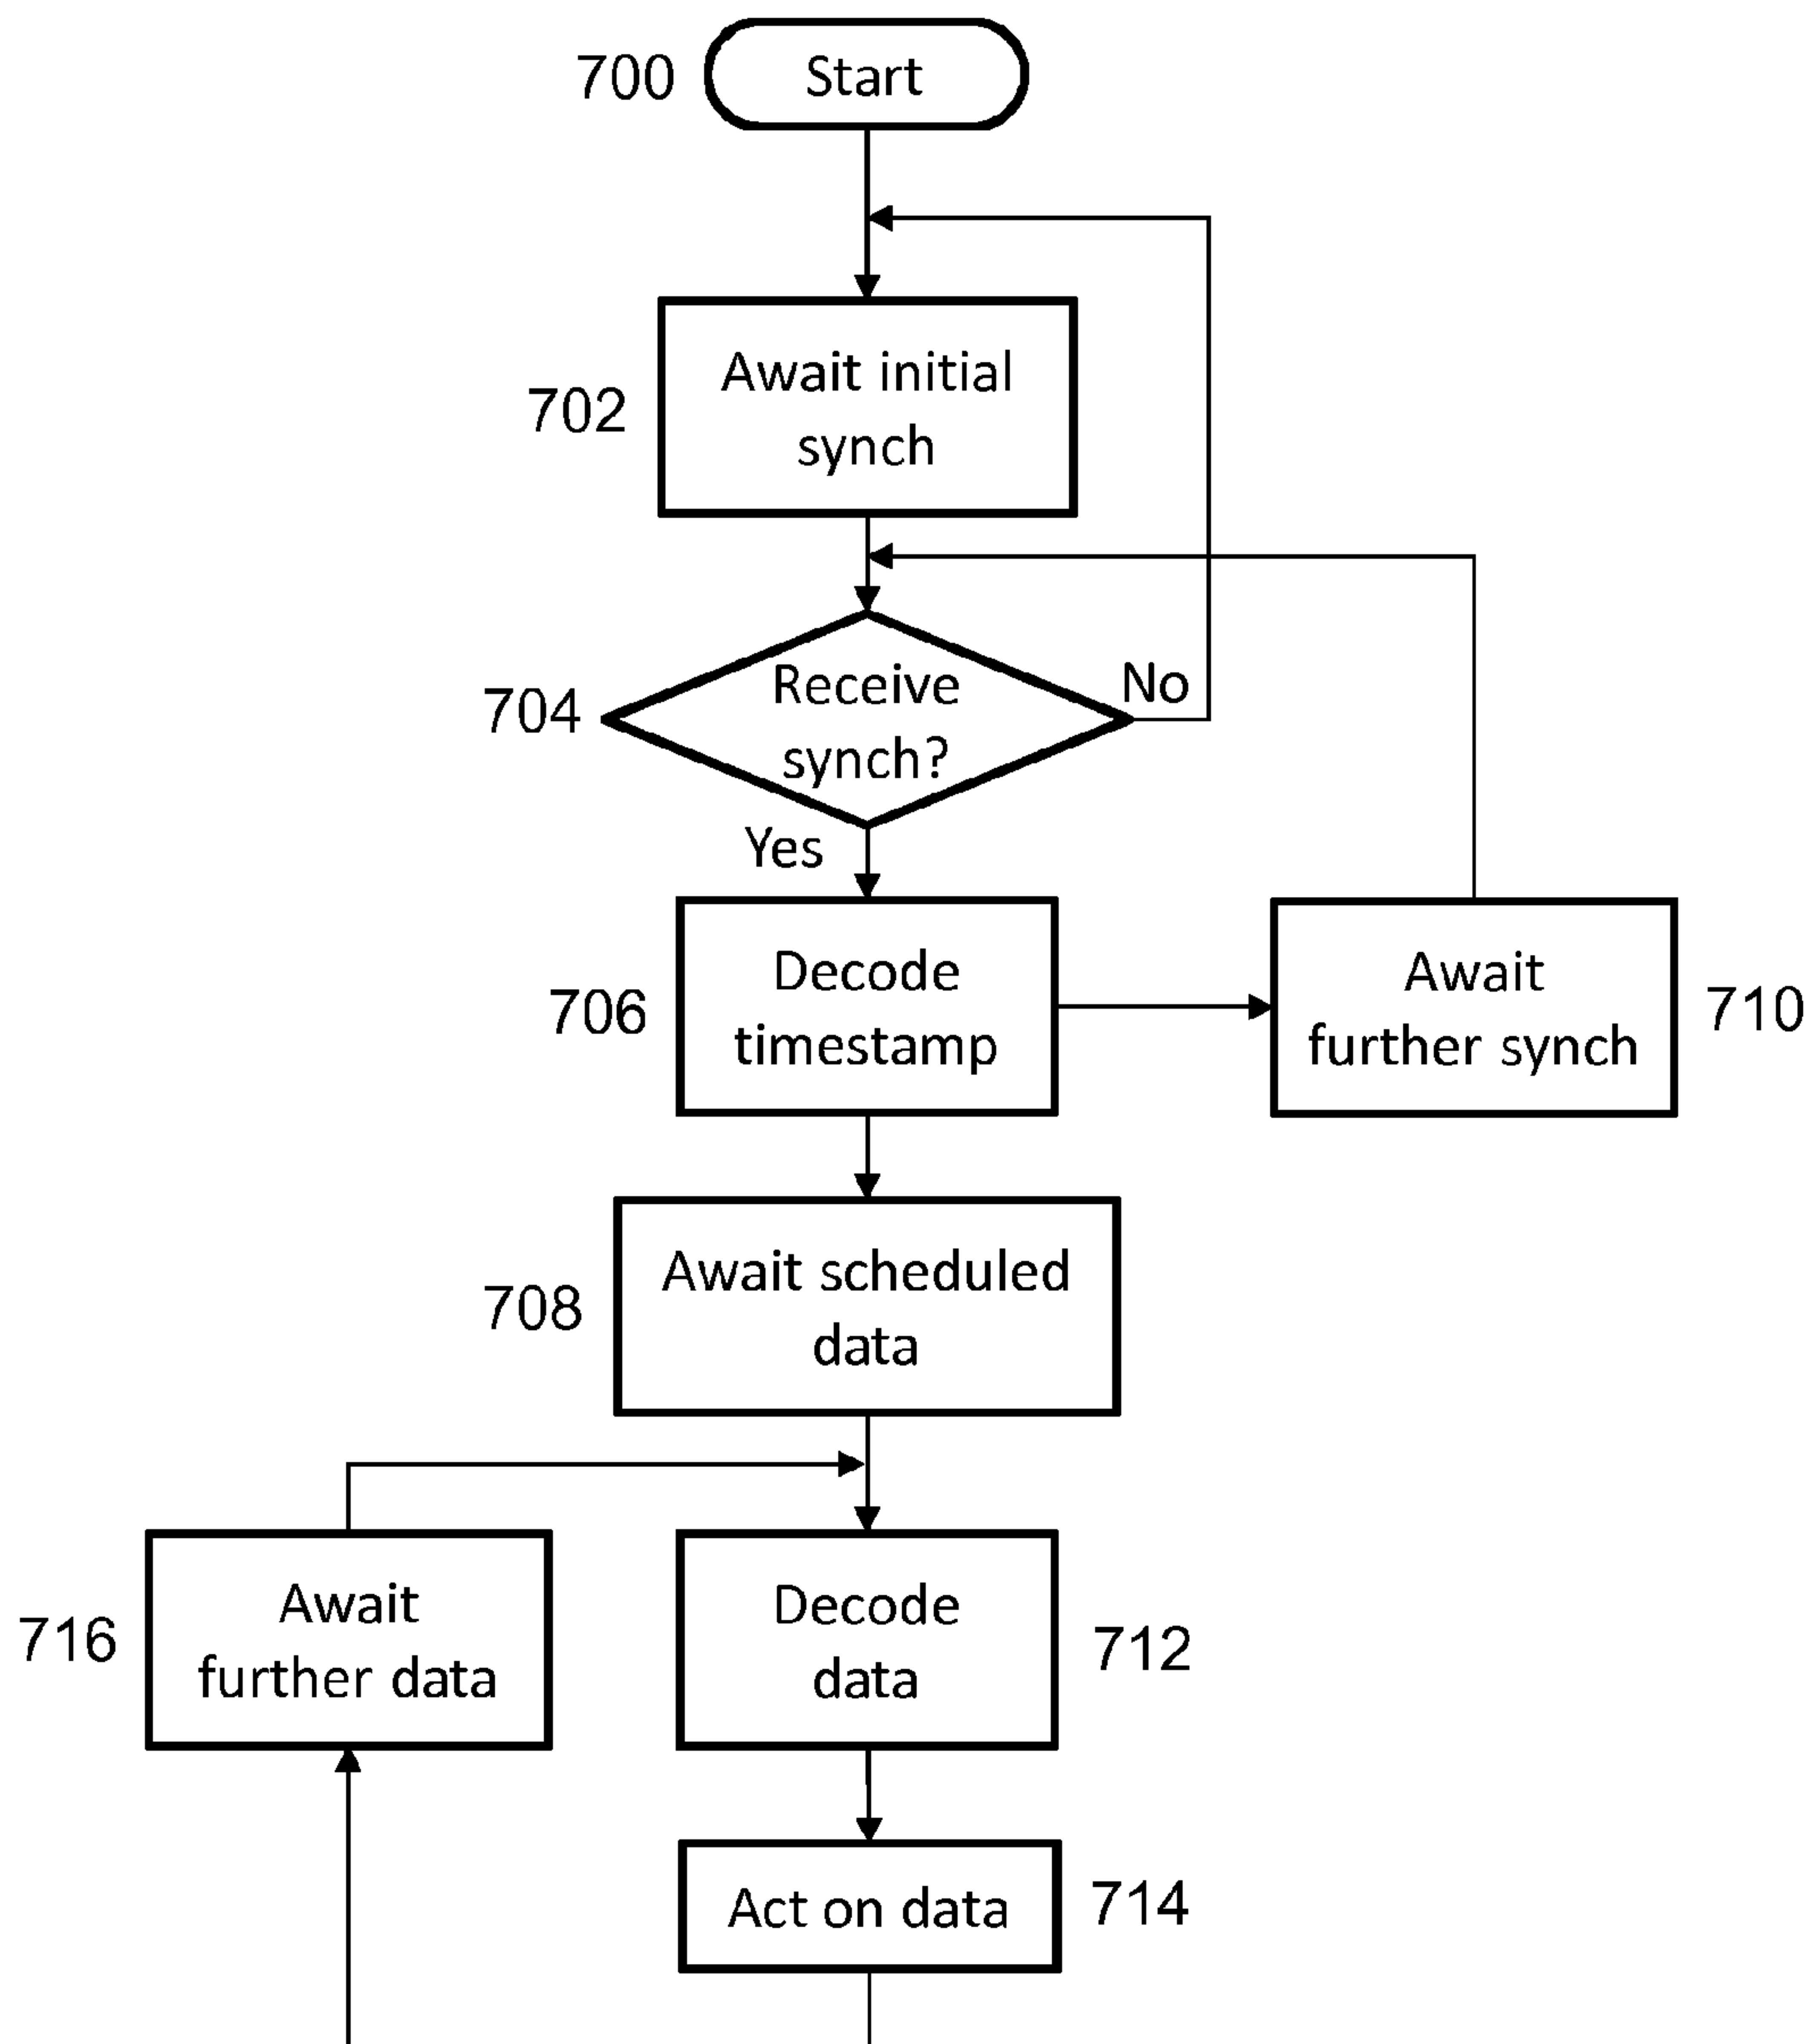 700
Start
702
Await initial
synch
704
Receive
synch?
No
Yes
706
Decode
timestamp
Await
further synch
710
708
Await scheduled
data
716
Await
further data
Decode
data
712
Act on data
714